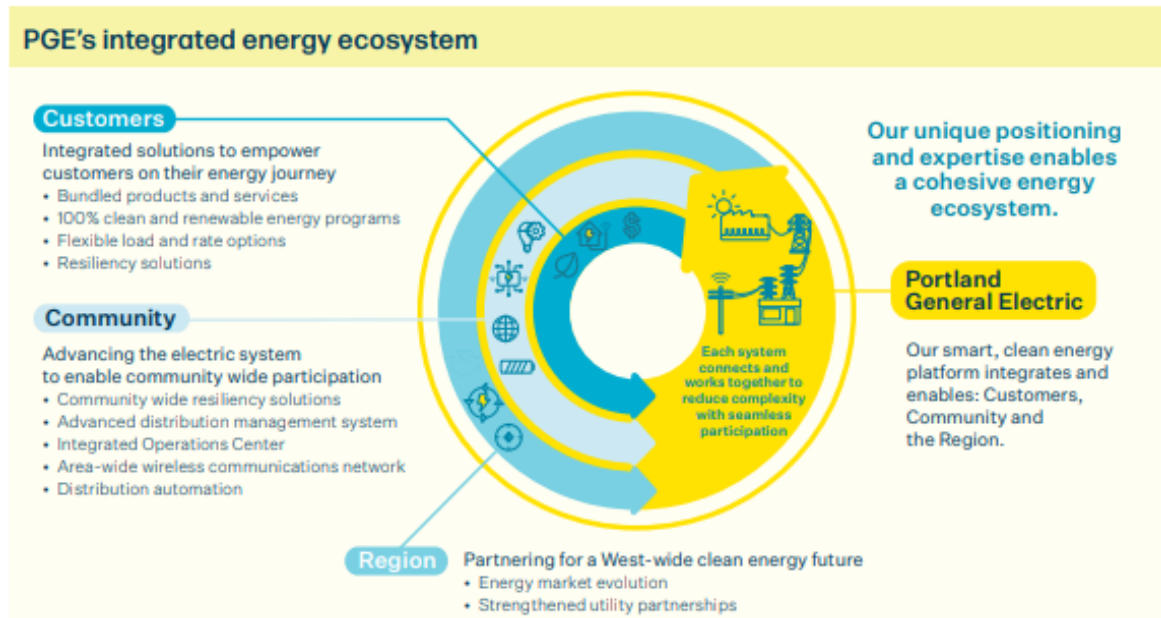 PGE's integrated energy ecosystem
Customers
Integrated solutions to empower
customers on their energy journey
• Bundled products and services
• 100% clean and renewable energy programs
• Flexible load and rate options
• Resiliency solutions
Community
Advancing the electric system
to enable community wide participation
• Community wide resiliency solutions
• Advanced distribution management system
• Integrated Operations Center
• Area-wide wireless communications network
• Distribution automation
Region
Partnering for a West-wide clean energy future
• Energy market evolution
• Strengthened utility partnerships
$
Each system
connects and
works together to
reduce complexity
with seamless
participation
Our unique positioning
and expertise enables
a cohesive energy
ecosystem.
Portland
General Electric
Our smart, clean energy
platform integrates and
enables: Customers,
Community and
the Region.